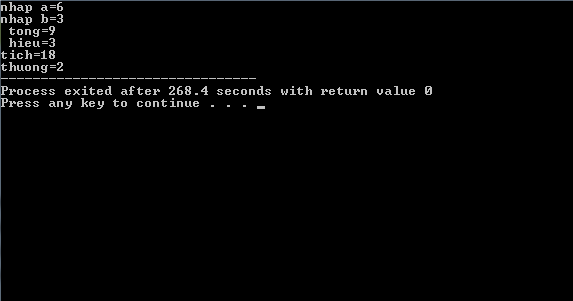 nhap a=6
nhap b=3
 tong=9
 hieu=3
tich=18
thuong=2
--------------------------------
Process exited after 268.4 seconds with return value 0
Press any key to continue . . . _